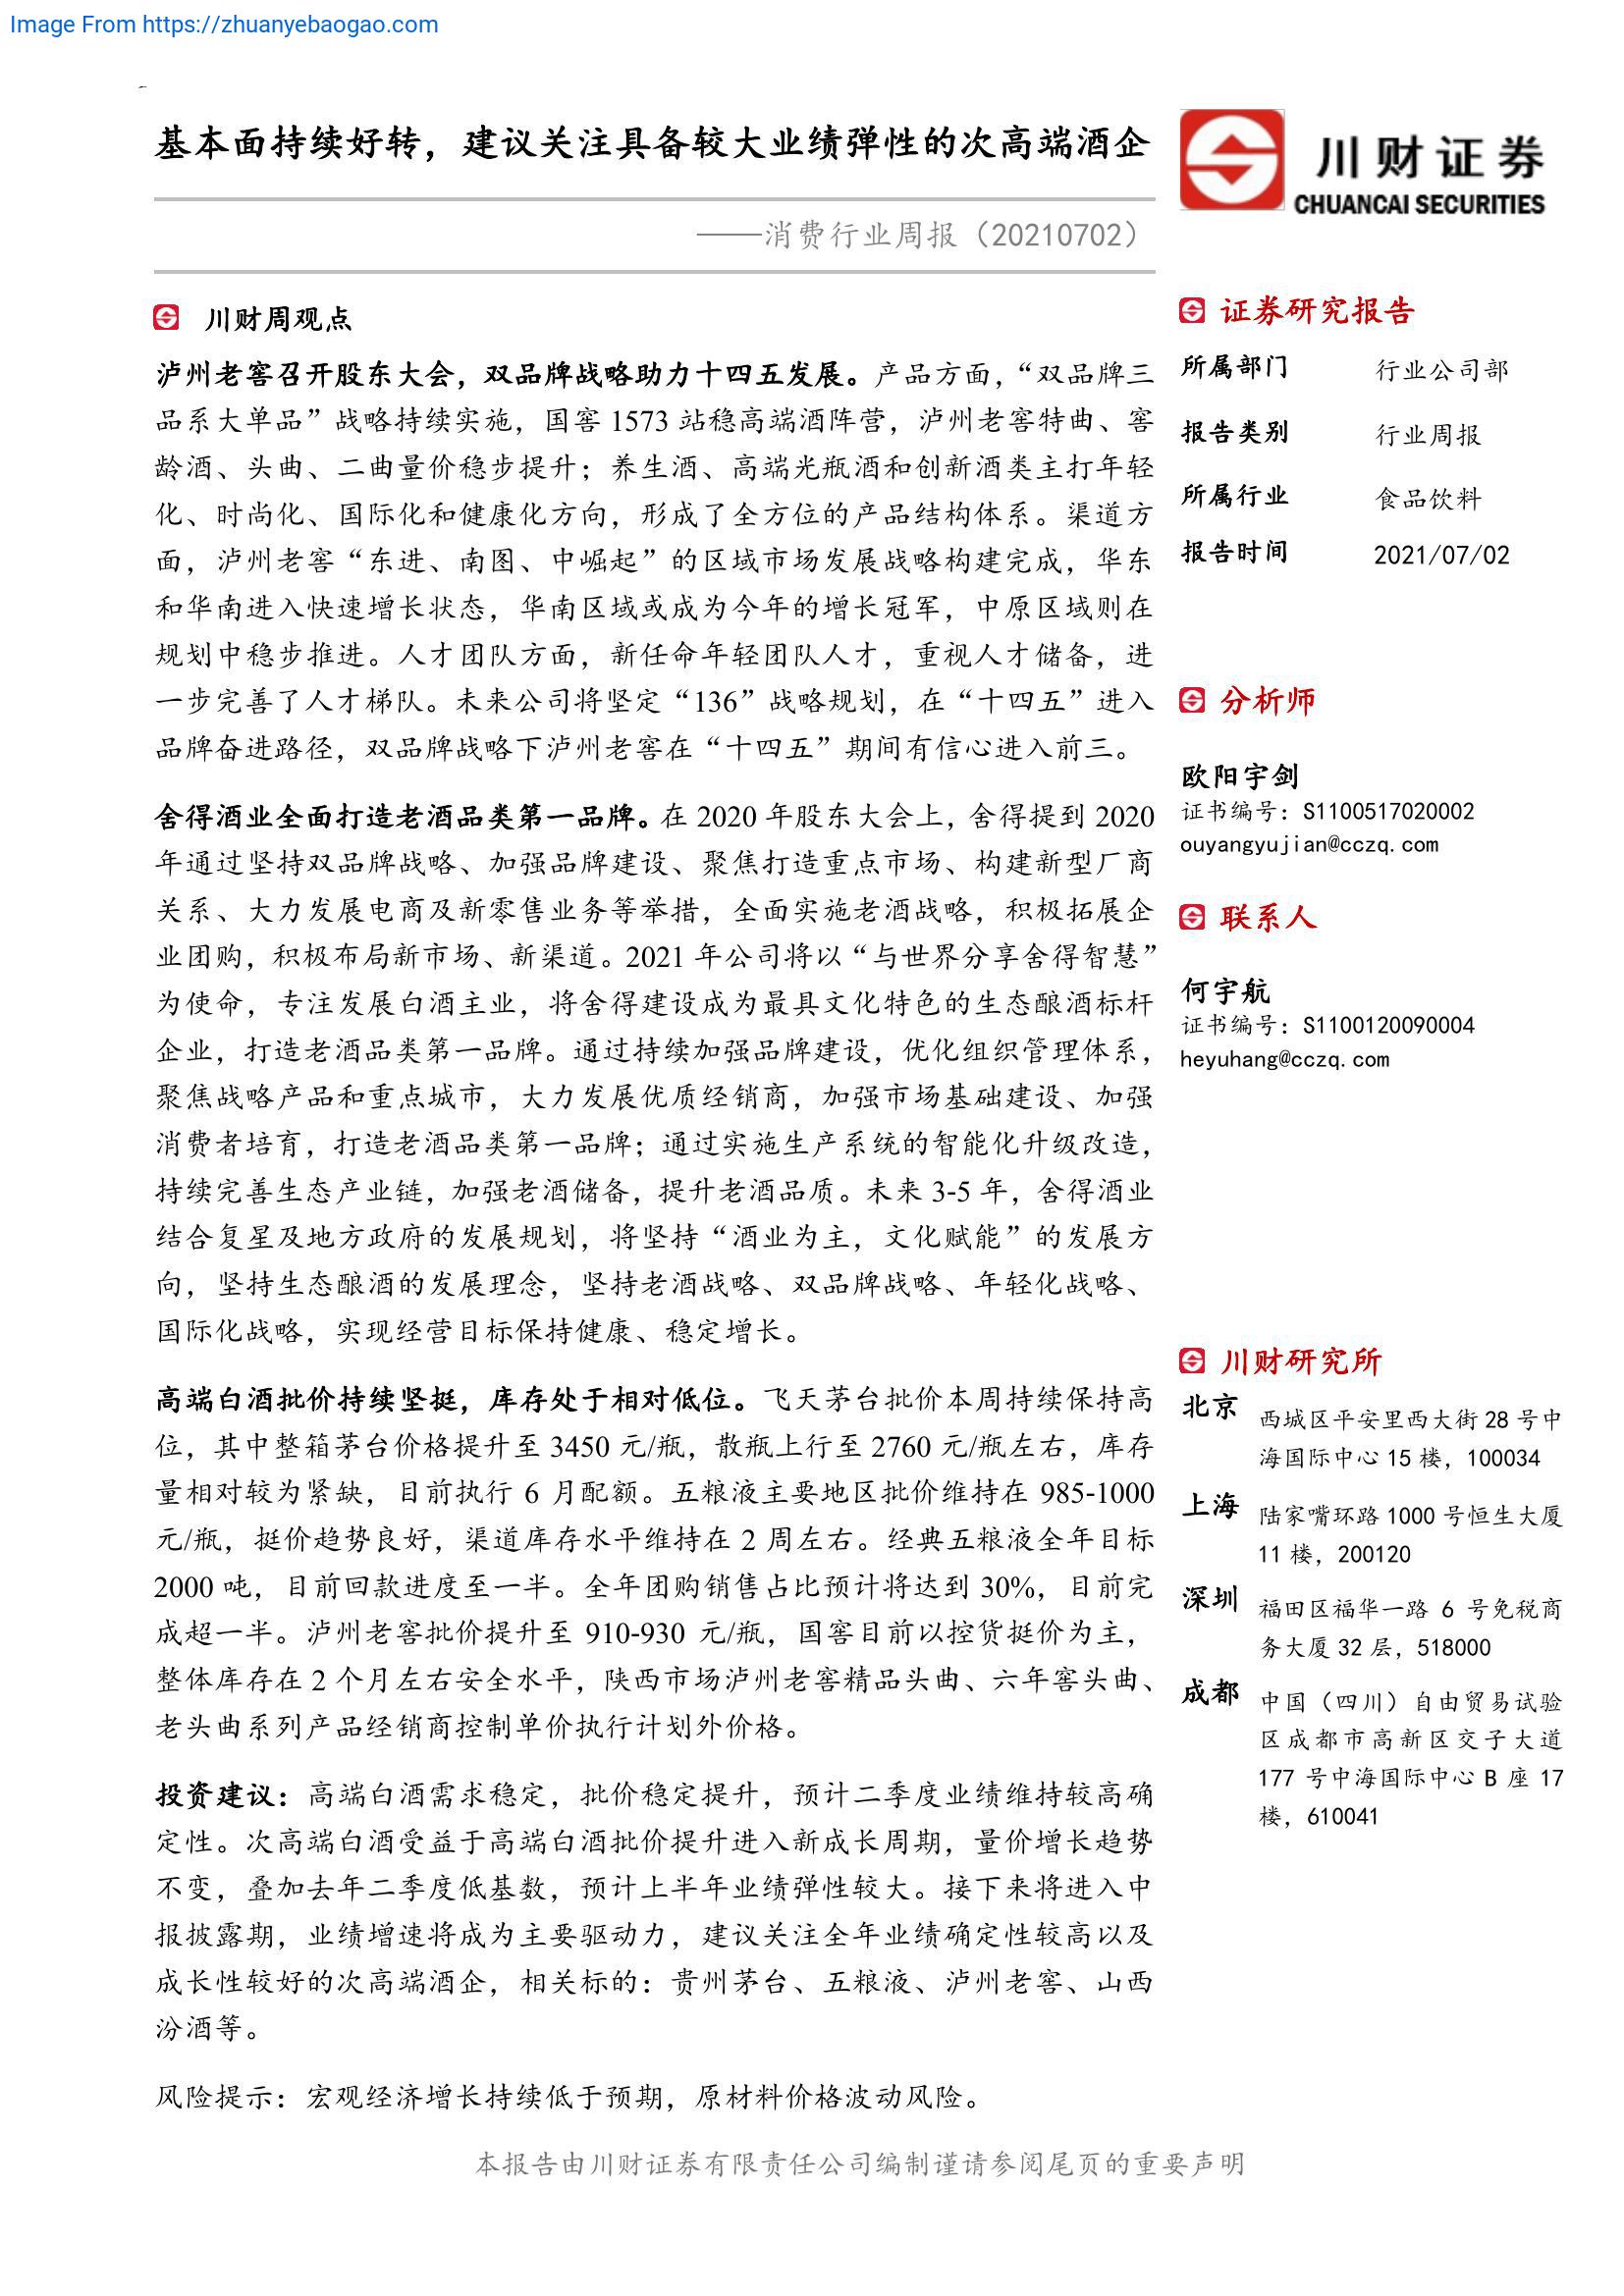 Image From https://zhuanyebaogao.com
基本面持续好转，建议关注具备较大业绩弹性的次高端酒企
——消费行业周报（20210702）
川财证券
CHUANCAI SECURITIES
川财周观点
泸州老窖召开股东大会，双品牌战略助力十四五发展。产品方面，“双品牌三
品系大单品”战略持续实施，国窖 1573 站稳高端酒阵营，泸州老窖特曲、窖
龄酒、头曲、二曲量价稳步提升；养生酒、高端光瓶酒和创新酒类主打年轻
化、时尚化、国际化和健康化方向，形成了全方位的产品结构体系。渠道方
面，泸州老窖“东进、南图、中崛起”的区域市场发展战略构建完成，华东
和华南进入快速增长状态，华南区域或成为今年的增长冠军，中原区域则在
规划中稳步推进。人才团队方面，新任命年轻团队人才，重视人才储备，进
一步完善了人才梯队。未来公司将坚定“136”战略规划，在“十四五”进入
品牌奋进路径，双品牌战略下泸州老窖在“十四五”期间有信心进入前三。
舍得酒业全面打造老酒品类第一品牌。在 2020 年股东大会上，舍得提到 2020
年通过坚持双品牌战略、加强品牌建设、聚焦打造重点市场、构建新型厂商
关系、大力发展电商及新零售业务等举措，全面实施老酒战略，积极拓展企
业团购，积极布局新市场、新渠道。2021 年公司将以“与世界分享舍得智慧”
为使命，专注发展白酒主业，将舍得建设成为最具文化特色的生态酿酒标杆
企业，打造老酒品类第一品牌。通过持续加强品牌建设，优化组织管理体系，
聚焦战略产品和重点城市，大力发展优质经销商，加强市场基础建设、加强
消费者培育，打造老酒品类第一品牌；通过实施生产系统的智能化升级改造，
持续完善生态产业链，加强老酒储备，提升老酒品质。未来 3-5 年，舍得酒业
结合复星及地方政府的发展规划，将坚持“酒业为主，文化赋能”的发展方
向，坚持生态酿酒的发展理念，坚持老酒战略、双品牌战略、年轻化战略、
国际化战略，实现经营目标保持健康、稳定增长。
高端白酒批价持续坚挺，库存处于相对低位。飞天茅台批价本周持续保持高
位，其中整箱茅台价格提升至 3450 元/瓶，散瓶上行至 2760 元/瓶左右，库存
量相对较为紧缺，目前执行 6 月配额。五粮液主要地区批价维持在 985-1000
元/瓶，挺价趋势良好，渠道库存水平维持在 2 周左右。经典五粮液全年目标
2000 吨，目前回款进度至一半。全年团购销售占比预计将达到 30%，目前完
成超一半。泸州老窖批价提升至 910-930 元/瓶，国窖目前以控货挺价为主，
整体库存在 2 个月左右安全水平，陕西市场泸州老窖精品头曲、六年窖头曲、
老头曲系列产品经销商控制单价执行计划外价格。
投资建议：高端白酒需求稳定，批价稳定提升，预计二季度业绩维持较高确
定性。次高端白酒受益于高端白酒批价提升进入新成长周期，量价增长趋势
不变，叠加去年二季度低基数，预计上半年业绩弹性较大。接下来将进入中
报披露期，业绩增速将成为主要驱动力，建议关注全年业绩确定性较高以及
成长性较好的次高端酒企，相关标的：贵州茅台、五粮液、泸州老窖、山西
汾酒等。
风险提示：宏观经济增长持续低于预期，原材料价格波动风险。
证券研究报告
所属部门 行业公司部
报告类别 行业周报
所属行业 食品饮料
报告时间 2021/07/02
分析师
欧阳宇剑
证书编号：S1100517020002
ouyangyujian@cczq.com
联系人
何宇航
证书编号：S1100120090004
heyuhang@cczq.com
川财研究所
北京 西城区平安里西大街 28 号中
海国际中心 15 楼，100034
上海 陆家嘴环路 1000 号恒生大厦
11 楼，200120
深圳 福田区福华一路 6 号免税商
务大厦 32 层，518000
成都 中国（四川）自由贸易试验
区成都市高新区交子大道
177 号中海国际中心 B 座 17
楼，610041
本报告由川财证券有限责任公司编制谨请参阅尾页的重要声明